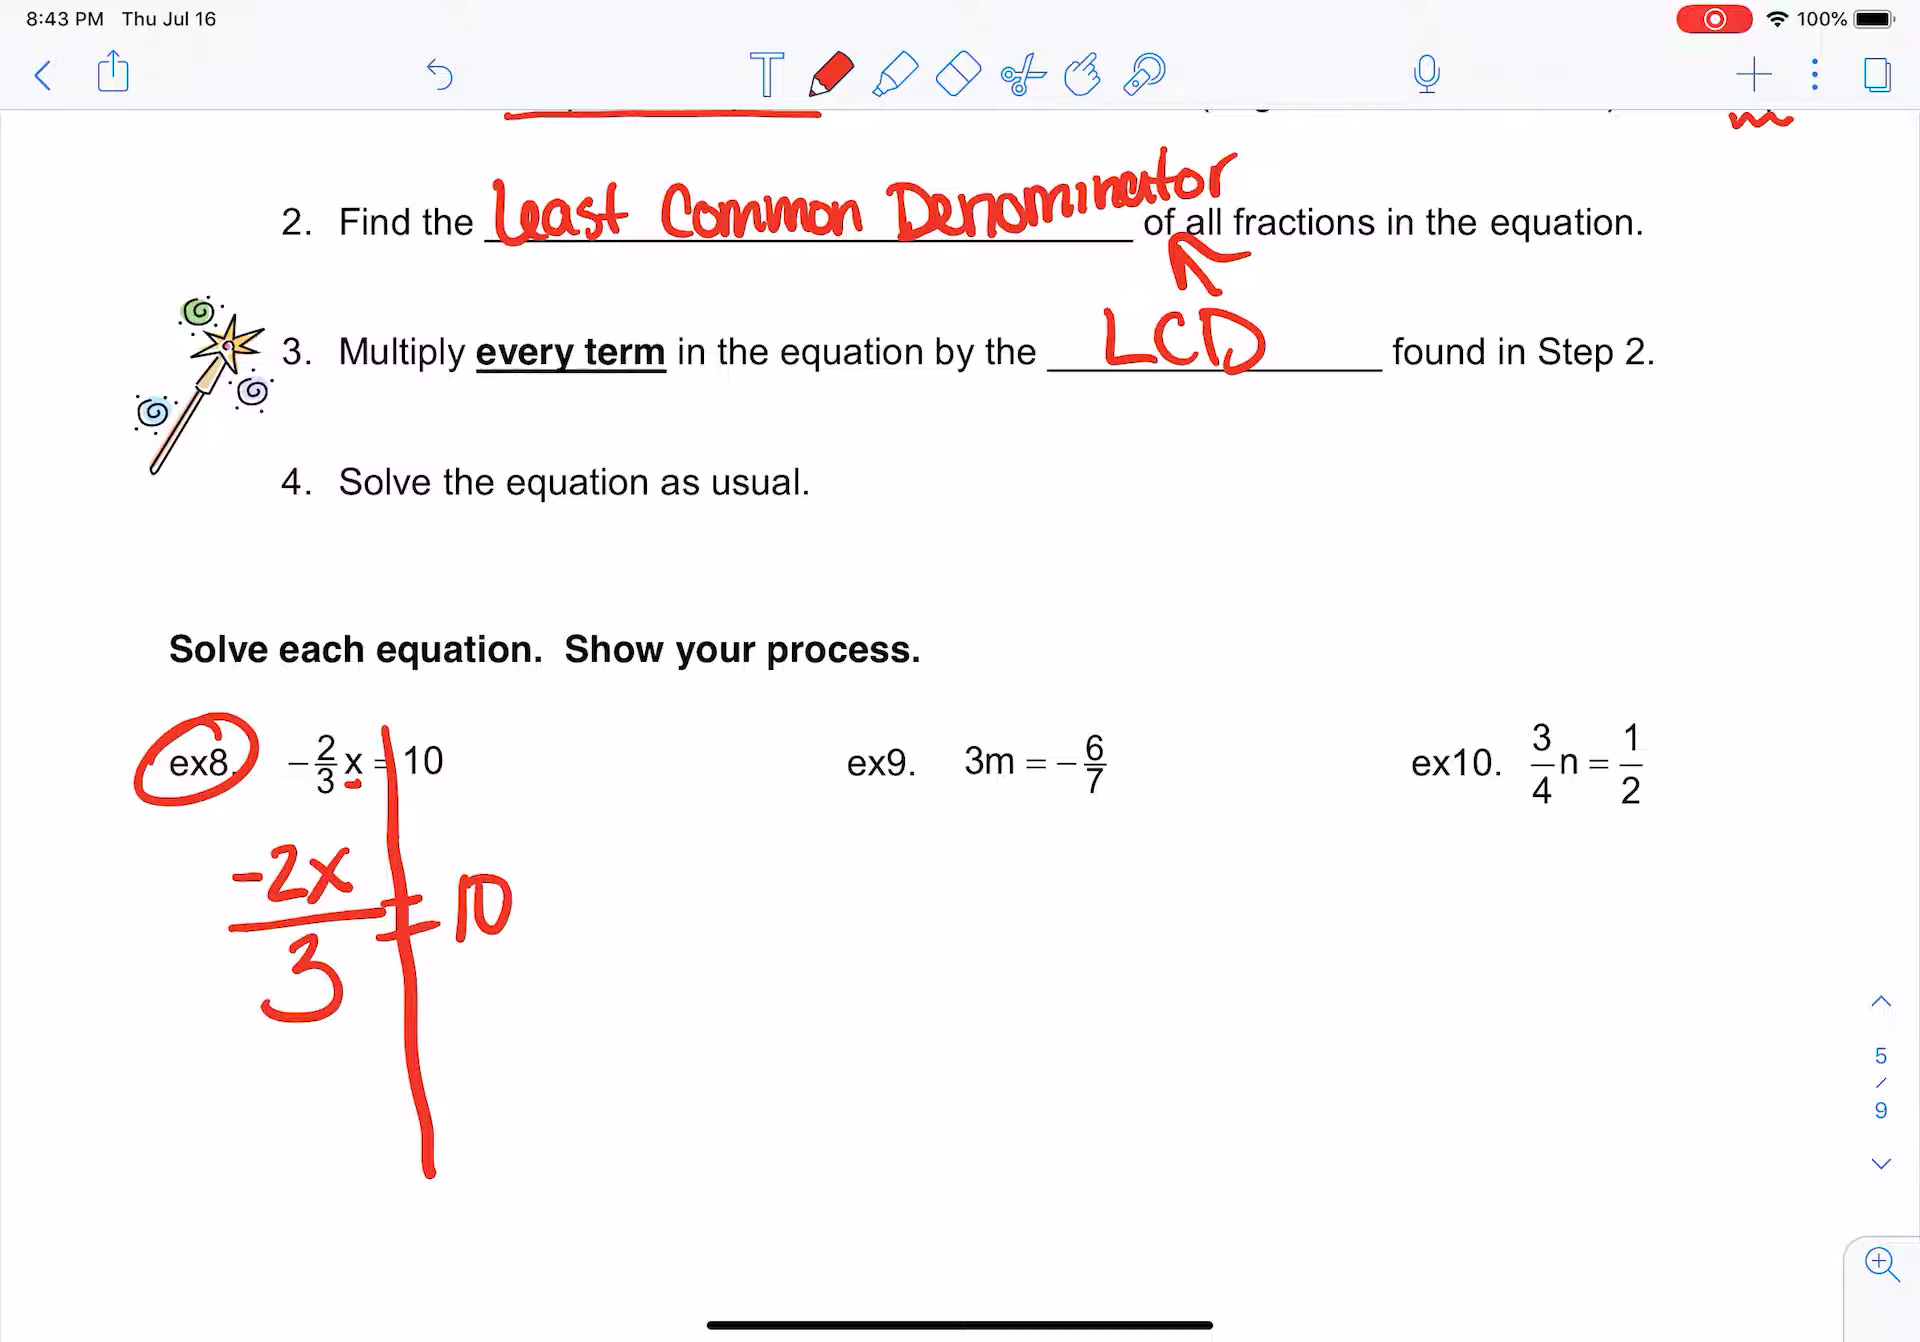 8:43 PM Thu Jul 16
100%
2. Find the Least Common Denominator of all fractions in the equation.
3. Multiply every term in the equation by the LCD found in Step 2.
4. Solve the equation as usual.
Solve each equation. Show your process.
ex8. -2/3 x = 10
ex9. 3m = -6/7
ex10. 3/4 n = 1/2
-2x/3 = 10
5
/
9